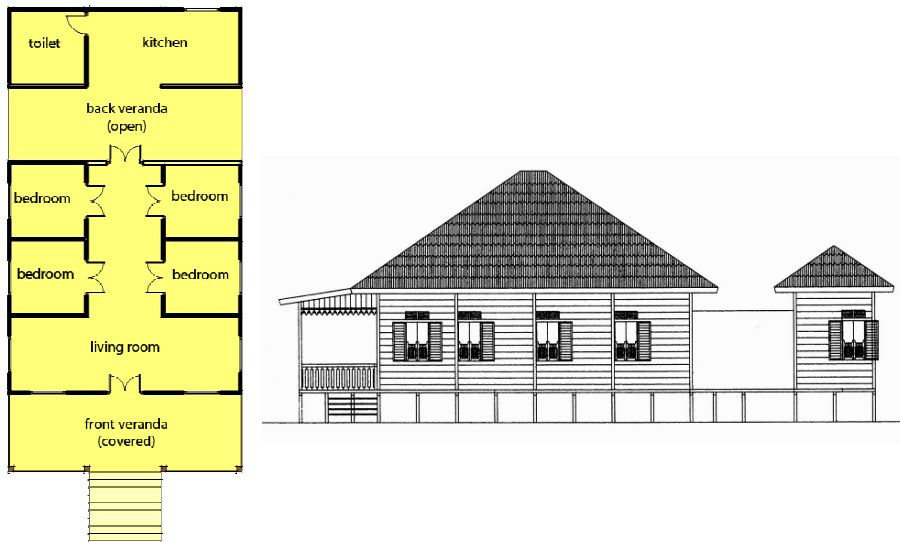 toilet
kitchen
back veranda
(open)
bedroom
bedroom
bedroom
bedroom
living room
front veranda
(covered)